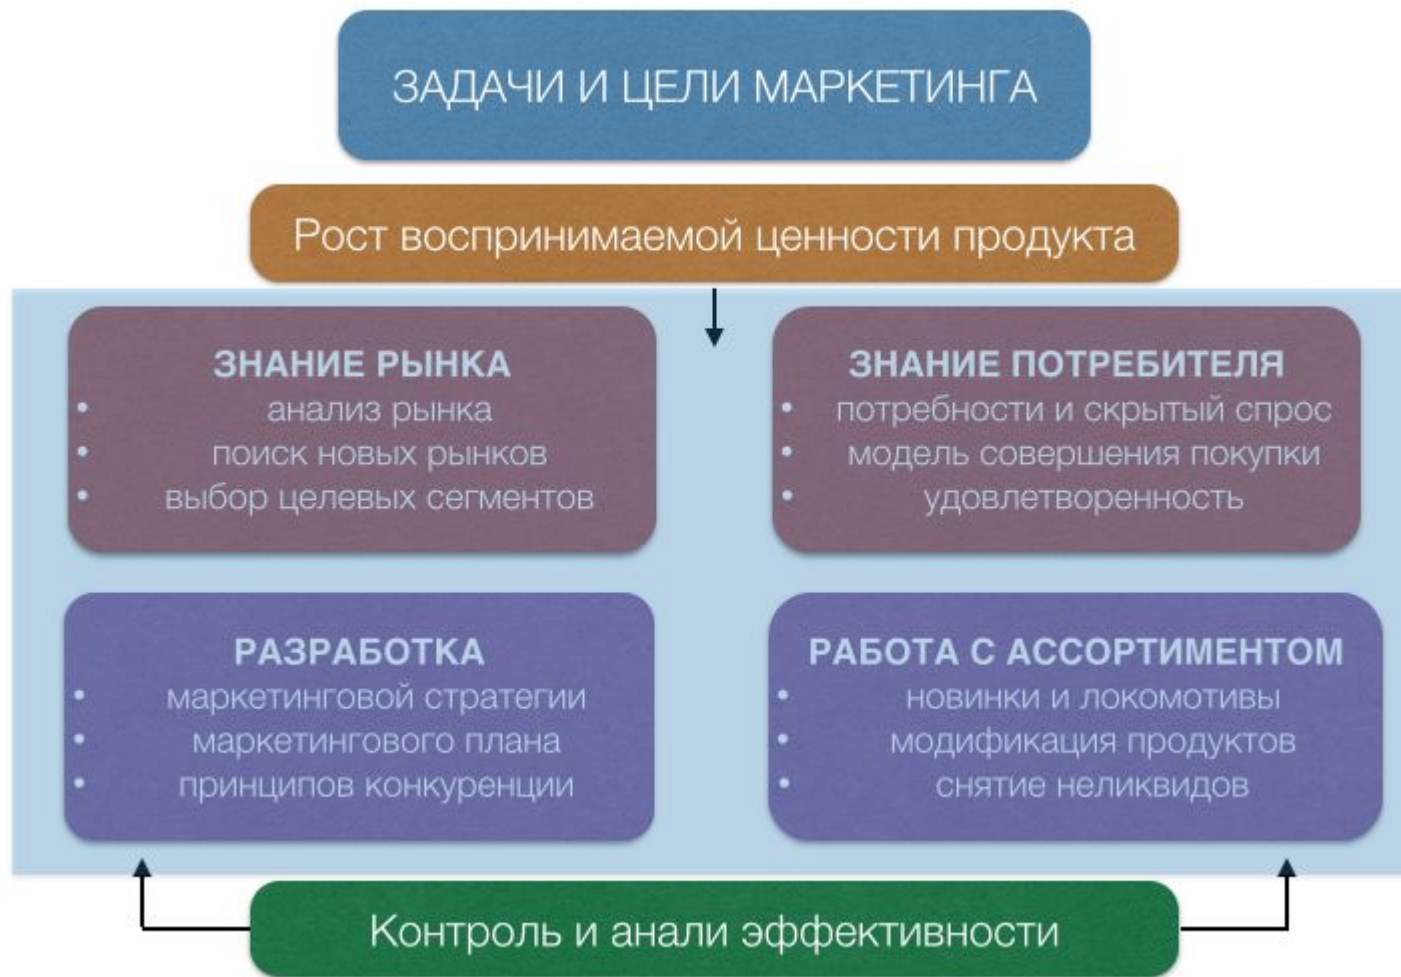 ЗАДАЧИ И ЦЕЛИ МАРКЕТИНГА
Рост воспринимаемой ценности продукта
ЗНАНИЕ РЫНКА
• анализ рынка
• поиск новых рынков
• выбор целевых сегментов
ЗНАНИЕ ПОТРЕБИТЕЛЯ
• потребности и скрытый спрос
• модель совершения покупки
• удовлетворенность
РАЗРАБОТКА
• маркетинговой стратегии
• маркетингового плана
• принципов конкуренции
РАБОТА С АССОРТИМЕНТОМ
• новинки и локомотивы
• модификация продуктов
• снятие неликвидов
Контроль и анали эффективности